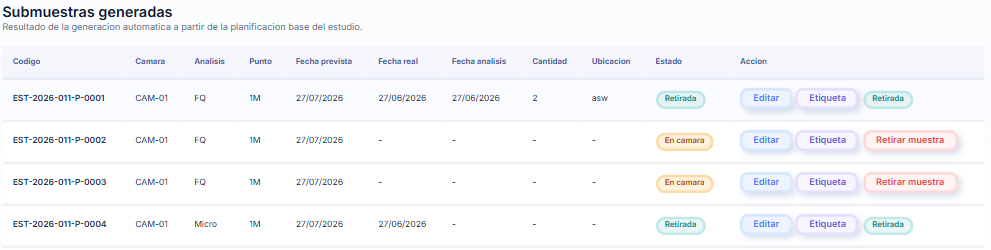 Submuestras generadas
Resultado de la generacion automatica a partir de la planificacion base del estudio.
Codigo Camara Analisis Punto Fecha prevista Fecha real Fecha analisis Cantidad Ubicacion Estado Accion
EST-2026-011-P-0001 CAM-01 FQ 1M 27/07/2026 27/06/2026 27/06/2026 2 asw Retirada Editar Etiqueta Retirada
EST-2026-011-P-0002 CAM-01 FQ 1M 27/07/2026 - - - - En camara Editar Etiqueta Retirar muestra
EST-2026-011-P-0003 CAM-01 FQ 1M 27/07/2026 - - - - En camara Editar Etiqueta Retirar muestra
EST-2026-011-P-0004 CAM-01 Micro 1M 27/07/2026 27/06/2026 - - - Retirada Editar Etiqueta Retirada